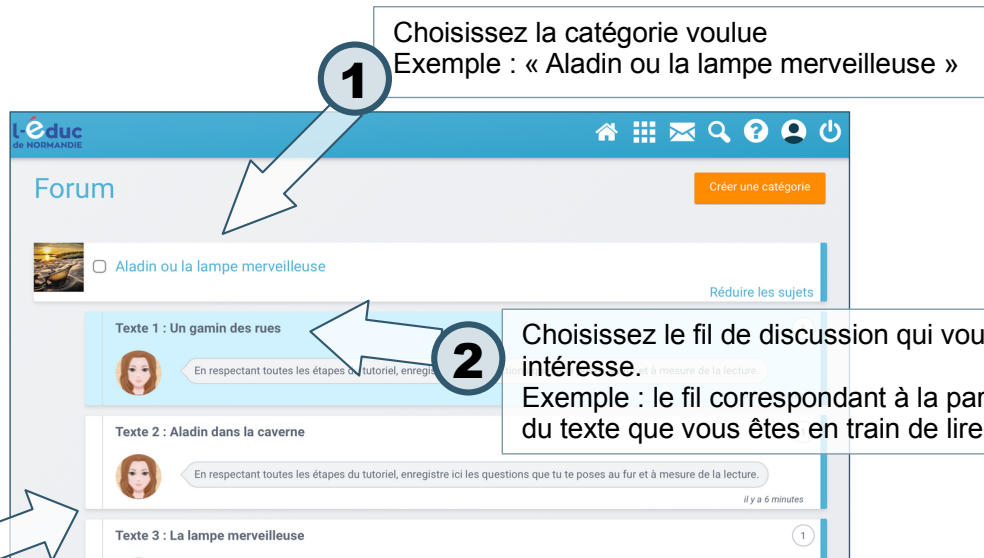 Choisissez la catégorie voulue
Exemple : « Aladin ou la lampe merveilleuse »
1
l-éduc
de NORMANDIE
Forum
Créer une catégorie
Aladin ou la lampe merveilleuse
Réduire les sujets
Texte 1 : Un gamin des rues
En respectant toutes les étapes du tutoriel, enregis et à mesure de la lecture.
2
Choisissez le fil de discussion qui vou
intéresse.
Exemple : le fil correspondant à la par
du texte que vous êtes en train de lire
Texte 2 : Aladin dans la caverne
En respectant toutes les étapes du tutoriel, enregistre ici les questions que tu te poses au fur et à mesure de la lecture.
il y a 6 minutes
Texte 3 : La lampe merveilleuse
1